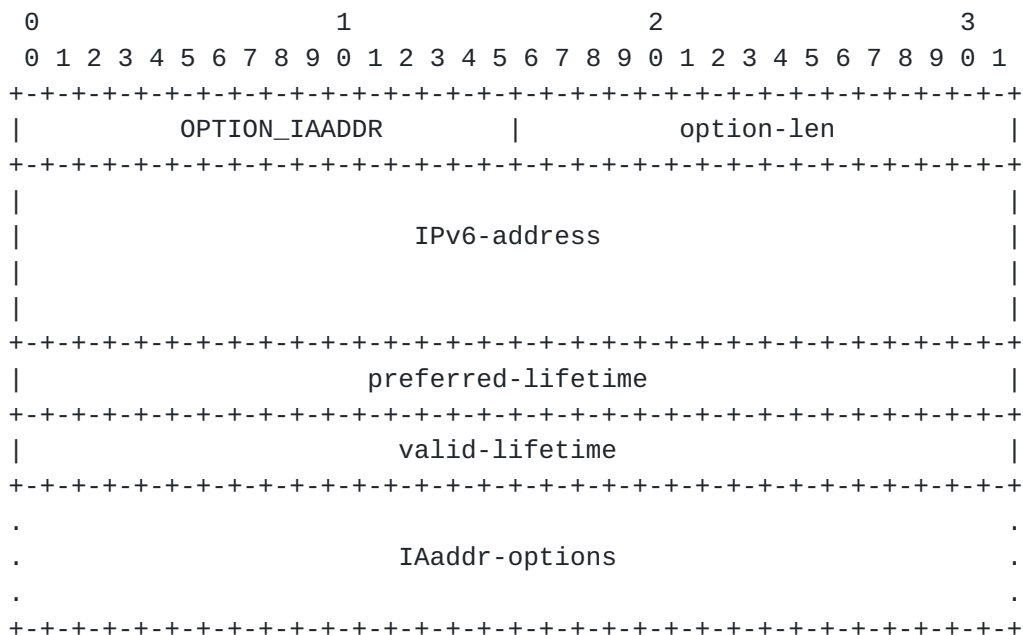 0                   1                   2                   3
 0 1 2 3 4 5 6 7 8 9 0 1 2 3 4 5 6 7 8 9 0 1 2 3 4 5 6 7 8 9 0 1
+-+-+-+-+-+-+-+-+-+-+-+-+-+-+-+-+-+-+-+-+-+-+-+-+-+-+-+-+-+-+-+-+
|          OPTION_IAADDR        |          option-len           |
+-+-+-+-+-+-+-+-+-+-+-+-+-+-+-+-+-+-+-+-+-+-+-+-+-+-+-+-+-+-+-+-+
|                                                               |
|                         IPv6-address                          |
|                                                               |
|                                                               |
+-+-+-+-+-+-+-+-+-+-+-+-+-+-+-+-+-+-+-+-+-+-+-+-+-+-+-+-+-+-+-+-+
|                      preferred-lifetime                       |
+-+-+-+-+-+-+-+-+-+-+-+-+-+-+-+-+-+-+-+-+-+-+-+-+-+-+-+-+-+-+-+-+
|                        valid-lifetime                         |
+-+-+-+-+-+-+-+-+-+-+-+-+-+-+-+-+-+-+-+-+-+-+-+-+-+-+-+-+-+-+-+-+
.                                                               .
.                        IAaddr-options                         .
.                                                               .
+-+-+-+-+-+-+-+-+-+-+-+-+-+-+-+-+-+-+-+-+-+-+-+-+-+-+-+-+-+-+-+-+